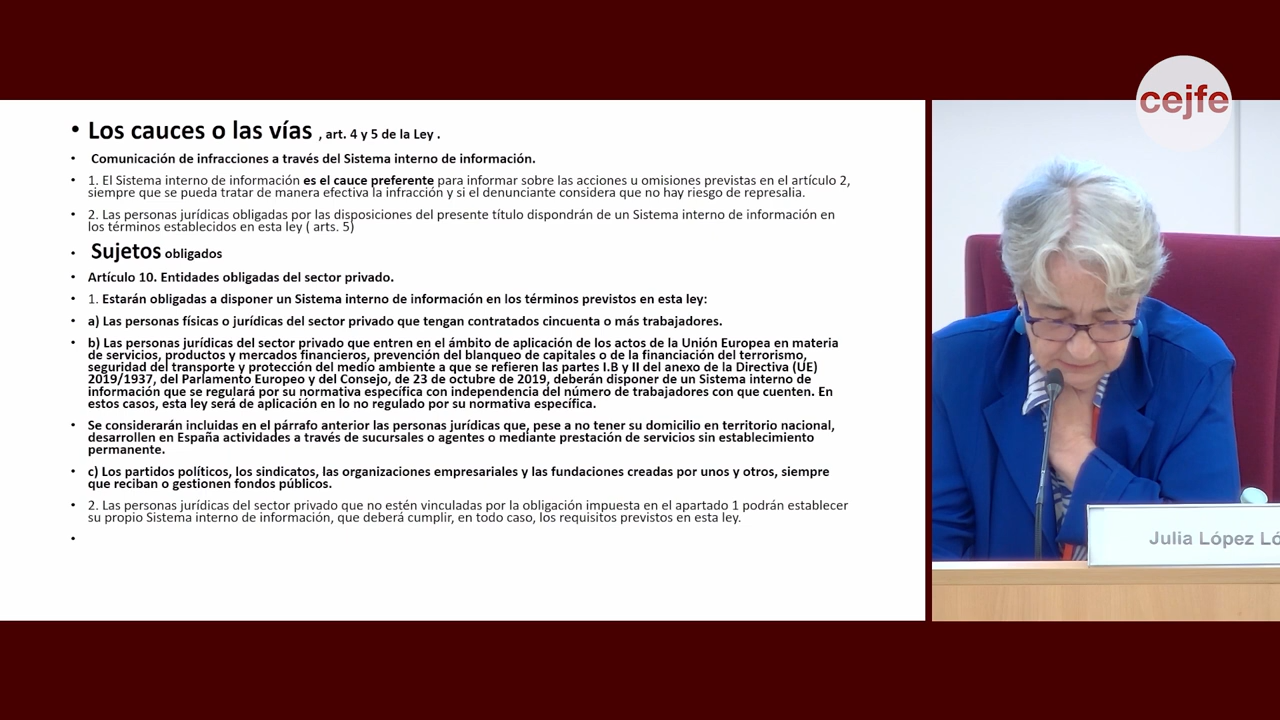 cejfe
• Los cauces o las vías , art. 4 y 5 de la Ley .
• Comunicación de infracciones a través del Sistema interno de información.
• 1. El Sistema interno de información es el cauce preferente para informar sobre las acciones u omisiones previstas en el artículo 2,
siempre que se pueda tratar de manera efectiva la infracción y si el denunciante considera que no hay riesgo de represalia.
• 2. Las personas jurídicas obligadas por las disposiciones del presente título dispondrán de un Sistema interno de información en
los términos establecidos en esta ley ( arts. 5)
• Sujetos obligados
• Artículo 10. Entidades obligadas del sector privado.
• 1. Estarán obligadas a disponer un Sistema interno de información en los términos previstos en esta ley:
• a) Las personas físicas o jurídicas del sector privado que tengan contratados cincuenta o más trabajadores.
• b) Las personas jurídicas del sector privado que entren en el ámbito de aplicación de los actos de la Unión Europea en materia
de servicios, productos y mercados financieros, prevención del blanqueo de capitales o de la financiación del terrorismo,
seguridad del transporte y protección del medio ambiente a que se refieren las partes I.B y II del anexo de la Directiva (UE)
2019/1937, del Parlamento Europeo y del Consejo, de 23 de octubre de 2019, deberán disponer de un Sistema interno de
información que se regulará por su normativa específica con independencia del número de trabajadores con que cuenten. En
estos casos, esta ley será de aplicación en lo no regulado por su normativa específica.
• Se considerarán incluidas en el párrafo anterior las personas jurídicas que, pese a no tener su domicilio en territorio nacional,
desarrollen en España actividades a través de sucursales o agentes o mediante prestación de servicios sin establecimiento
permanente.
• c) Los partidos políticos, los sindicatos, las organizaciones empresariales y las fundaciones creadas por unos y otros, siempre
que reciban o gestionen fondos públicos.
• 2. Las personas jurídicas del sector privado que no estén vinculadas por la obligación impuesta en el apartado 1 podrán establecer
su propio Sistema interno de información, que deberá cumplir, en todo caso, los requisitos previstos en esta ley.
•
Julia López Ló